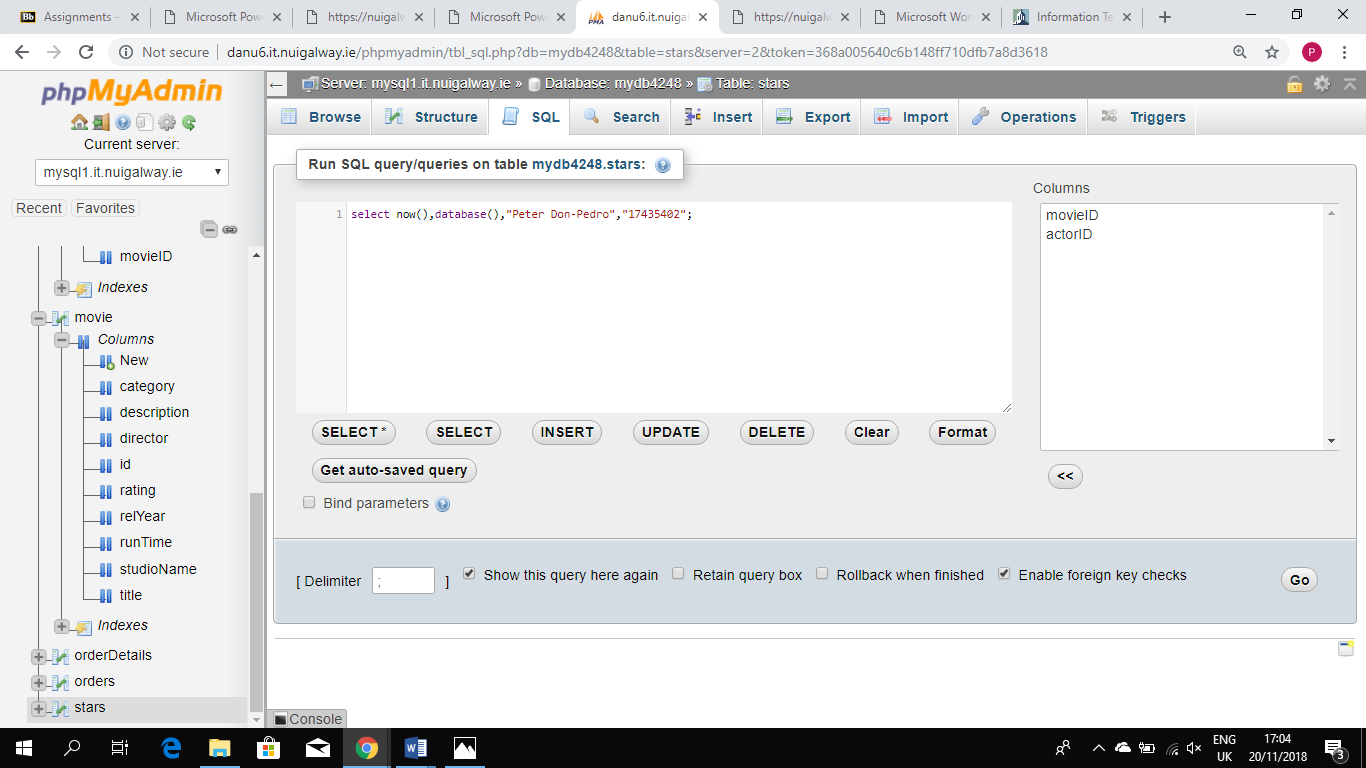 Bb Assignments –
Microsoft Pow
https://nuigalw
Microsoft Pow
danu6.it.nuigal
https://nuigalw
Microsoft Wor
Information Te
Not secure danu6.it.nuigalway.ie/phpmyadmin/tbl_sql.php?db=mydb4248&table=stars&server=2&token=368a005640c6b148ff710dfb7a8d3618
P
phpMyAdmin
Current server:
mysql1.it.nuigalway.ie
Recent Favorites
movieID
Indexes
movie
Columns
New
category
description
director
id
rating
relYear
runTime
studioName
title
Indexes
orderDetails
orders
stars
Server: mysql1.it.nuigalway.ie » Database: mydb4248 » Table: stars
Browse Structure SQL Search Insert Export Import Operations Triggers
Run SQL query/queries on table mydb4248.stars:
1 select now(),database(),"Peter Don-Pedro","17435402";
Columns
movieID
actorID
SELECT * SELECT INSERT UPDATE DELETE Clear Format
Get auto-saved query
<<
Bind parameters
[ Delimiter ; ] Show this query here again Retain query box Rollback when finished Enable foreign key checks Go
Console
ENG
UK
17:04
20/11/2018
3